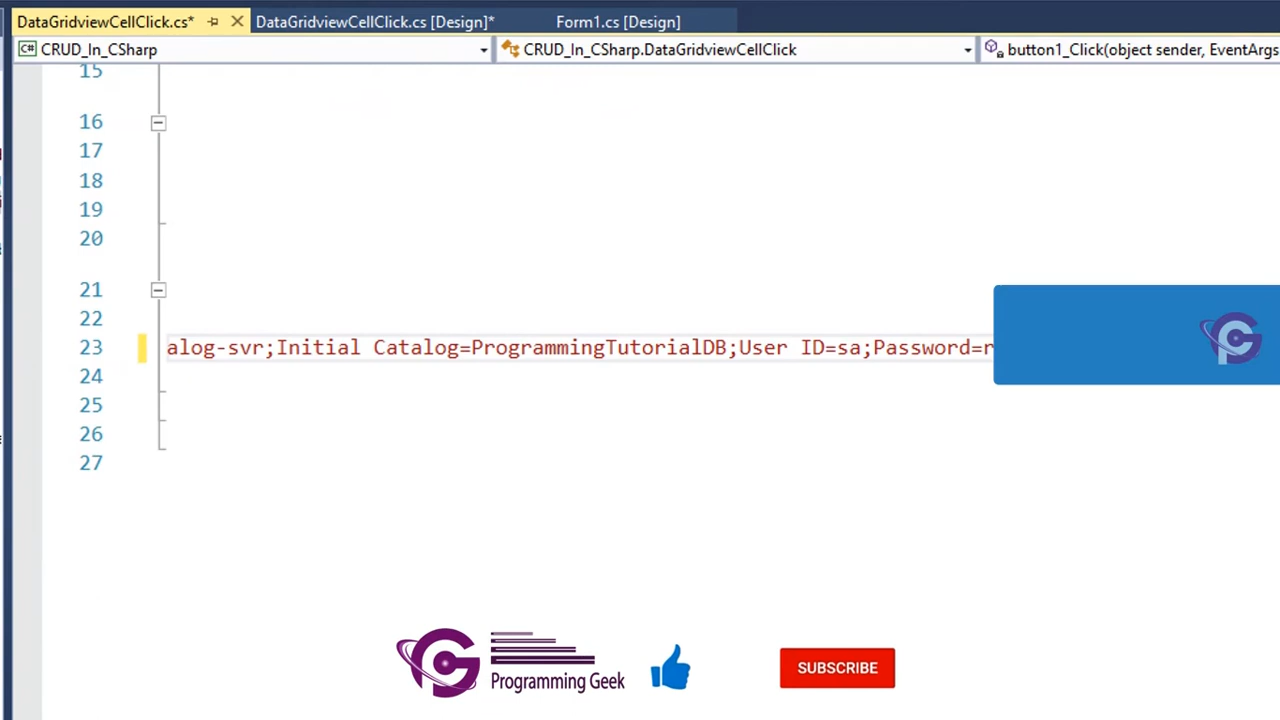 DataGridviewCellClick.cs* DataGridviewCellClick.cs [Design]* Form1.cs [Design]
C# CRUD_In_CSharp CRUD_In_CSharp.DataGridviewCellClick button1_Click(object sender, EventArgs
15
16
17
18
19
20
21
22
23 alog-svr;Initial Catalog=ProgrammingTutorialDB;User ID=sa;Password=
24
25
26
27
Programming Geek
SUBSCRIBE